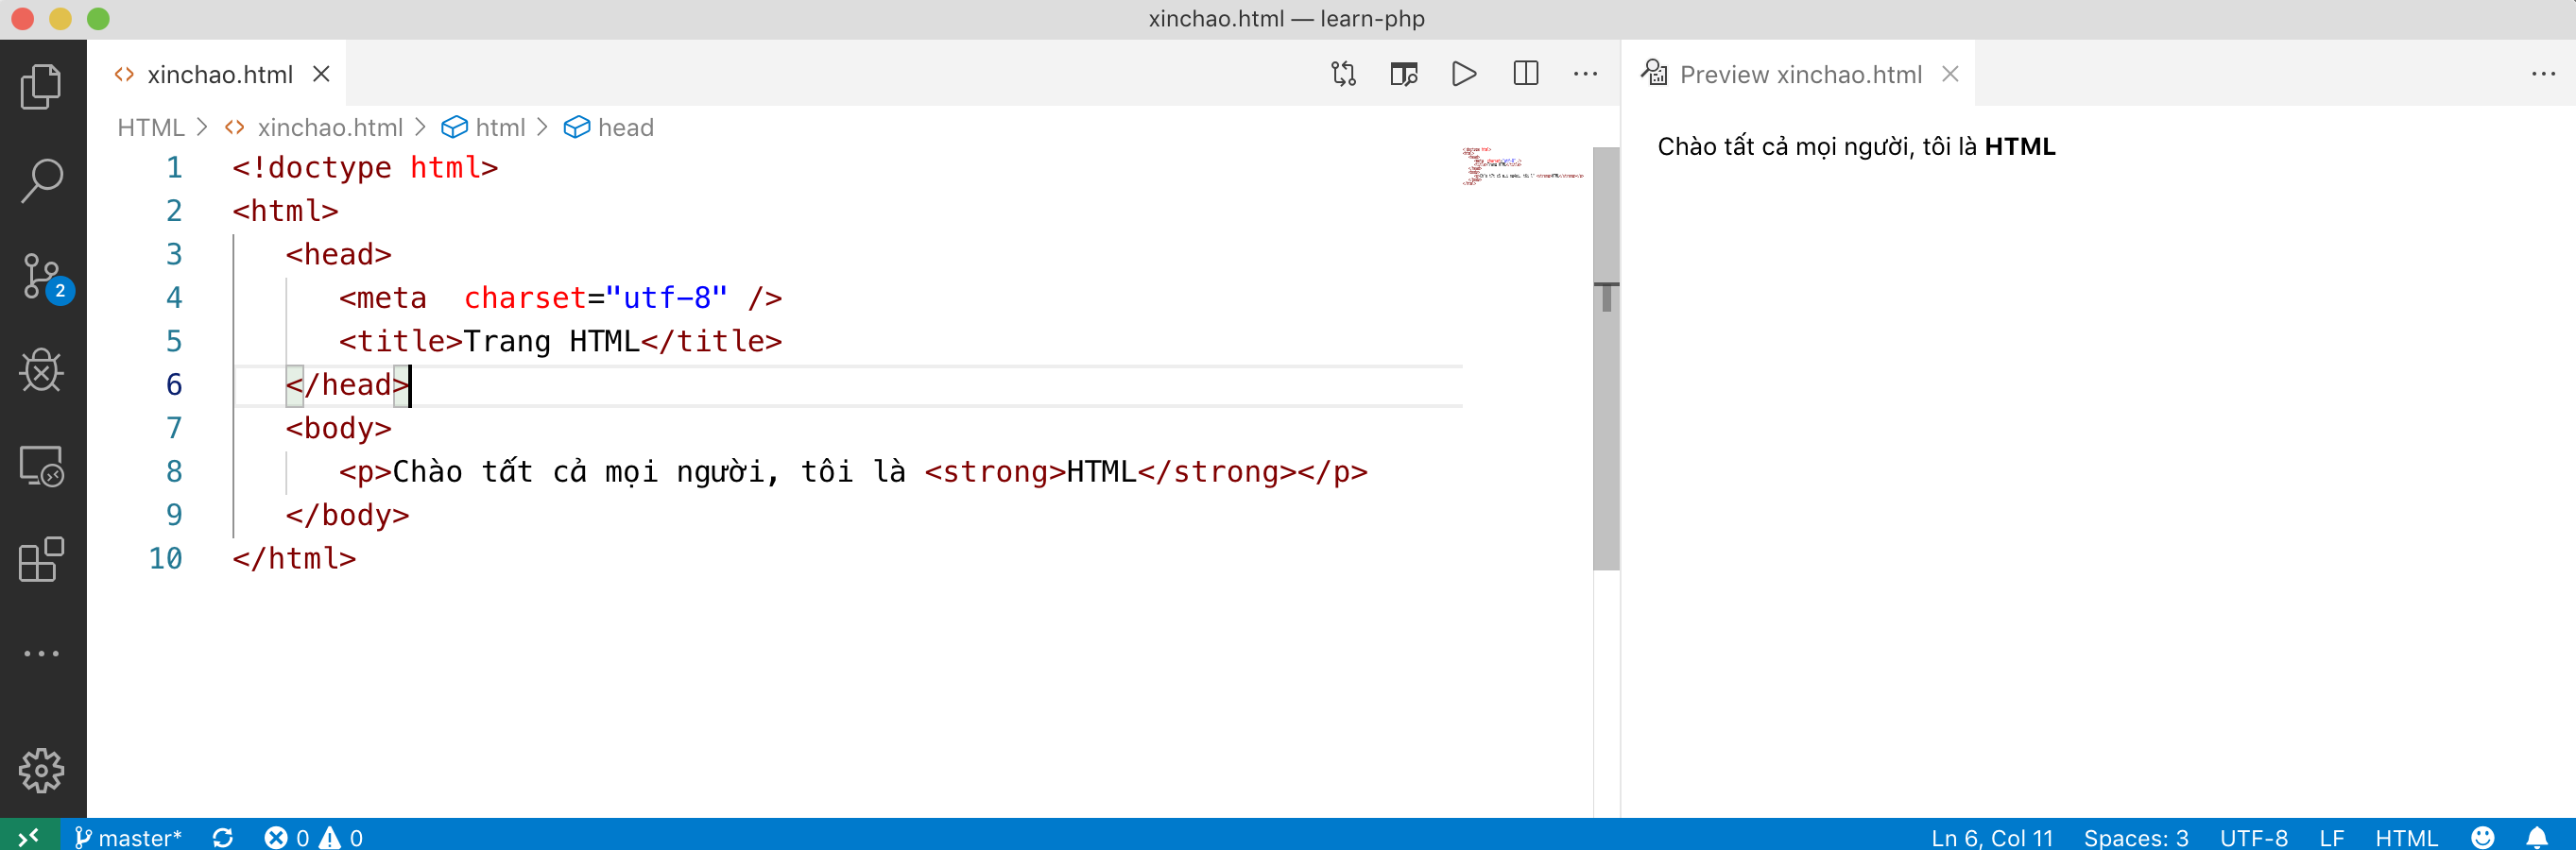 xinchao.html — learn-php
xinchao.html
Preview xinchao.html
HTML > xinchao.html > html > head
1 <!doctype html>
2 <html>
3 <head>
4 <meta  charset="utf-8" />
5 <title>Trang HTML</title>
6 </head>
7 <body>
8 <p>Chào tất cả mọi người, tôi là <strong>HTML</strong></p>
9 </body>
10 </html>
Chào tất cả mọi người, tôi là HTML
2
master* 0 0 Ln 6, Col 11 Spaces: 3 UTF-8 LF HTML